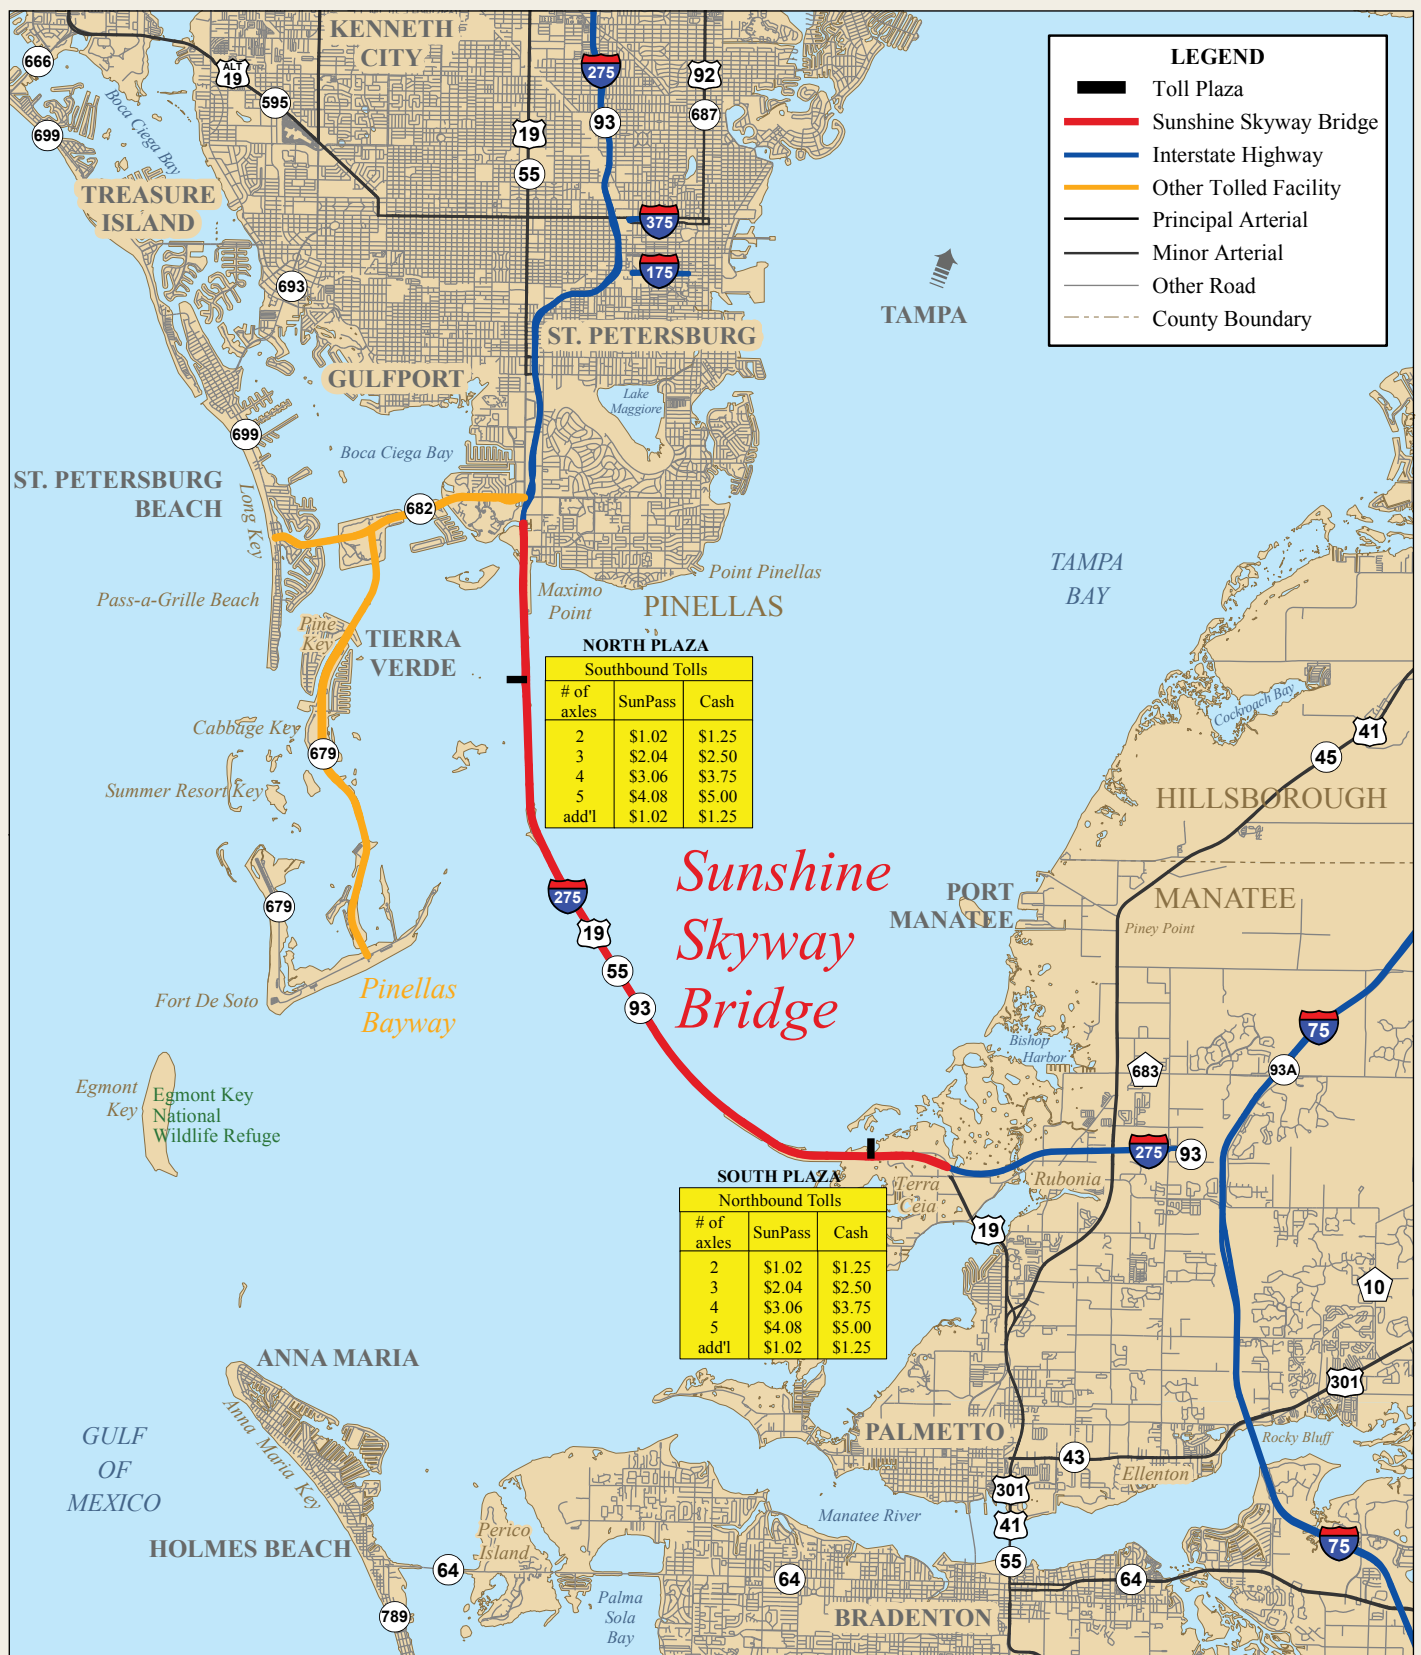 KENNETH
CITY
666
ALT
19
595
275
92
93
687
19
55
699
Boca Ciega Bay
TREASURE
ISLAND
375
175
693
ST. PETERSBURG
GULFPORT
Lake
Maggiore
TAMPA
LEGEND
Toll Plaza
Sunshine Skyway Bridge
Interstate Highway
Other Tolled Facility
Principal Arterial
Minor Arterial
Other Road
County Boundary
699
Boca Ciega Bay
ST. PETERSBURG
BEACH
Long Key
682
Pass-a-Grille Beach
Maximo
Point
Point Pinellas
PINELLAS
TAMPA
BAY
Pine
Key
TIERRA
VERDE
NORTH PLAZA
Southbound Tolls
# of axles SunPass Cash
2 $1.02 $1.25
3 $2.04 $2.50
4 $3.06 $3.75
5 $4.08 $5.00
add'l $1.02 $1.25
Cabbage Key
679
Summer Resort Key
Cockroach Bay
41
45
HILLSBOROUGH
Sunshine
Skyway
Bridge
275
19
55
93
PORT
MANATEE
MANATEE
Piney Point
679
Fort De Soto
Pinellas
Bayway
Bishop
Harbor
75
683
93A
Egmont
Key
Egmont Key
National
Wildlife Refuge
275
93
Terra
Ceia
Rubonia
SOUTH PLAZA
Northbound Tolls
# of axles SunPass Cash
2 $1.02 $1.25
3 $2.04 $2.50
4 $3.06 $3.75
5 $4.08 $5.00
add'l $1.02 $1.25
19
10
ANNA MARIA
Anna Maria Key
301
GULF
OF
MEXICO
PALMETTO
Rocky Bluff
43
Ellenton
301
Manatee River
41
HOLMES BEACH
Perico
Island
75
55
64
64
64
789
Palma
Sola
Bay
BRADENTON